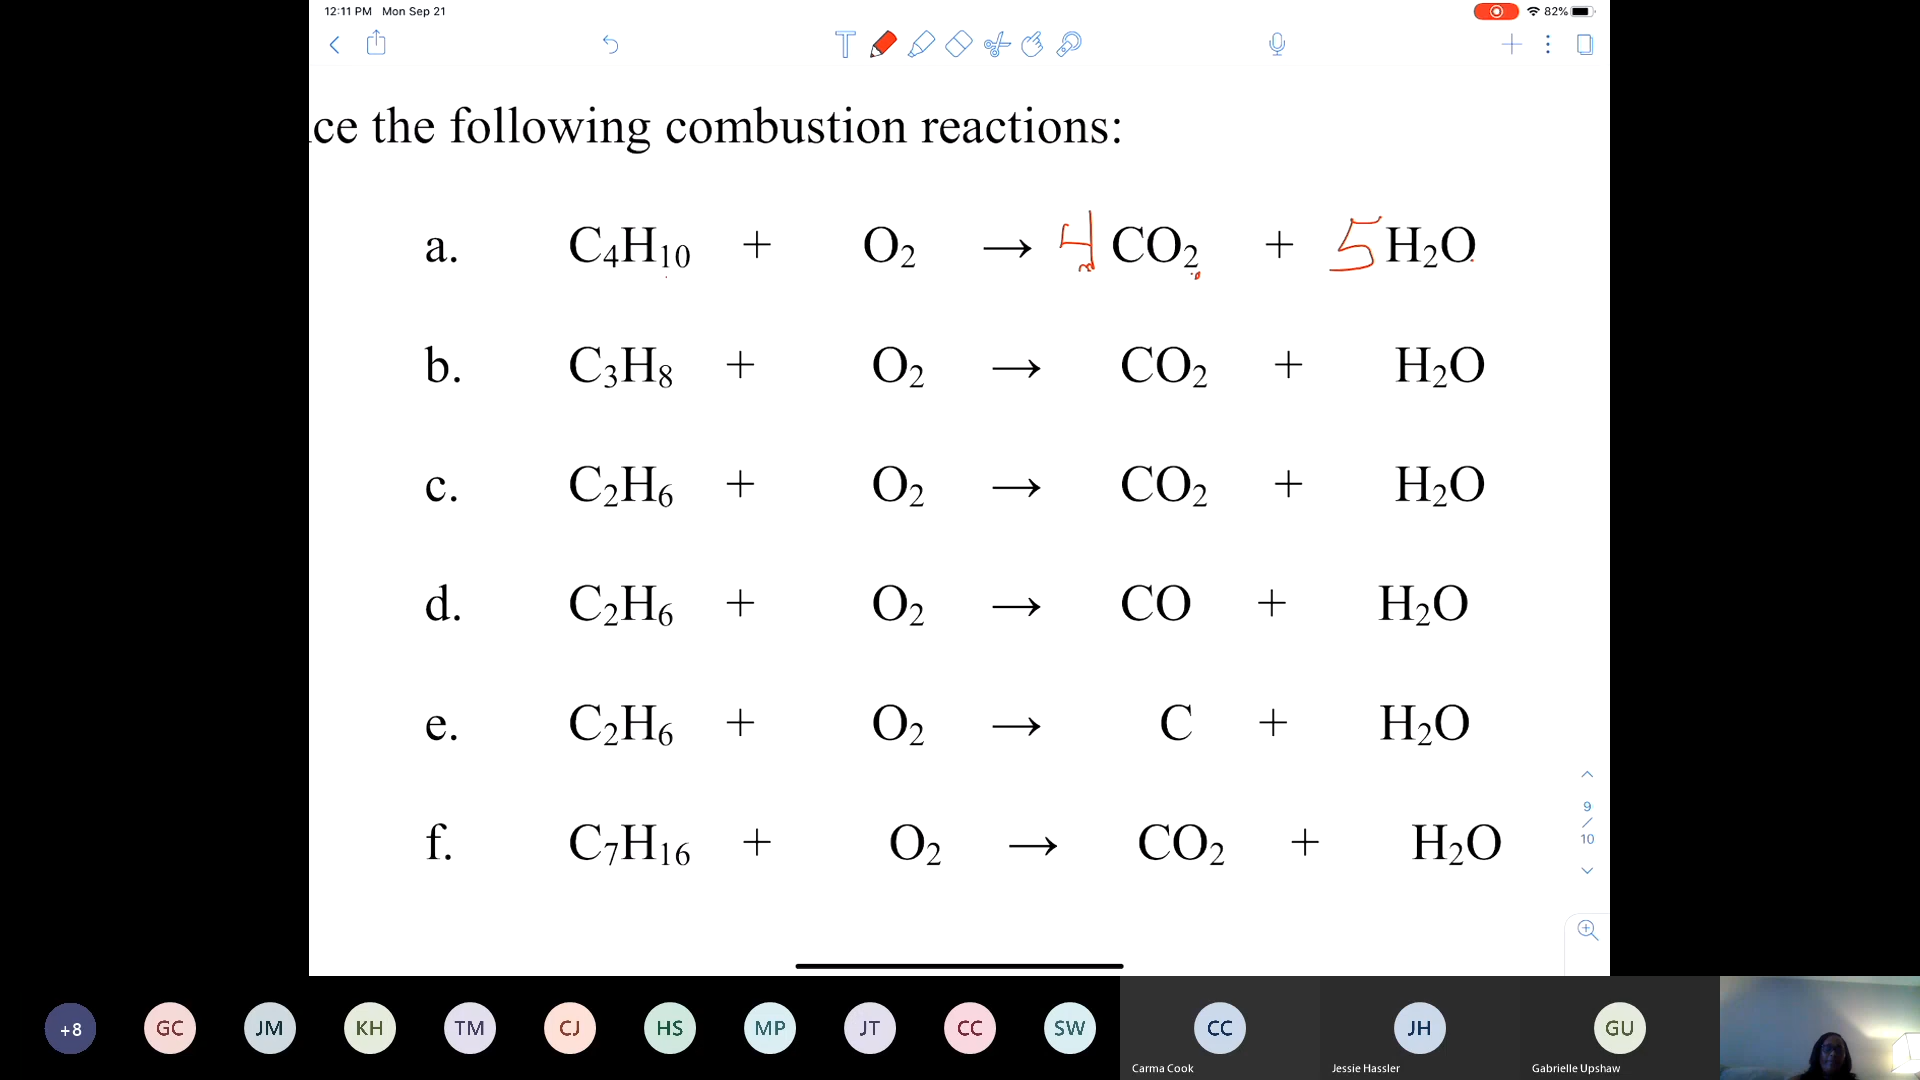 12:11 PM Mon Sep 21 82%
T
ce the following combustion reactions:
a. C₄H₁₀ + O₂ → 4 CO₂ + 5 H₂O
b. C₃H₈ + O₂ → CO₂ + H₂O
c. C₂H₆ + O₂ → CO₂ + H₂O
d. C₂H₆ + O₂ → CO + H₂O
e. C₂H₆ + O₂ → C + H₂O
9
/
10
f. C₇H₁₆ + O₂ → CO₂ + H₂O
+8 GC JM KH TM CJ HS MP JT CC SW CC JH GU
Carma Cook Jessie Hassler Gabrielle Upshaw